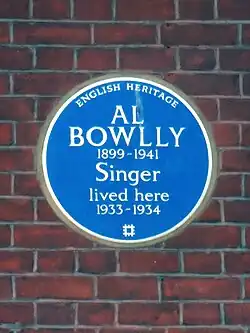 ENGLISH HERITAGE
AL
BOWLLY
1899-1941
Singer
lived here
1933-1934